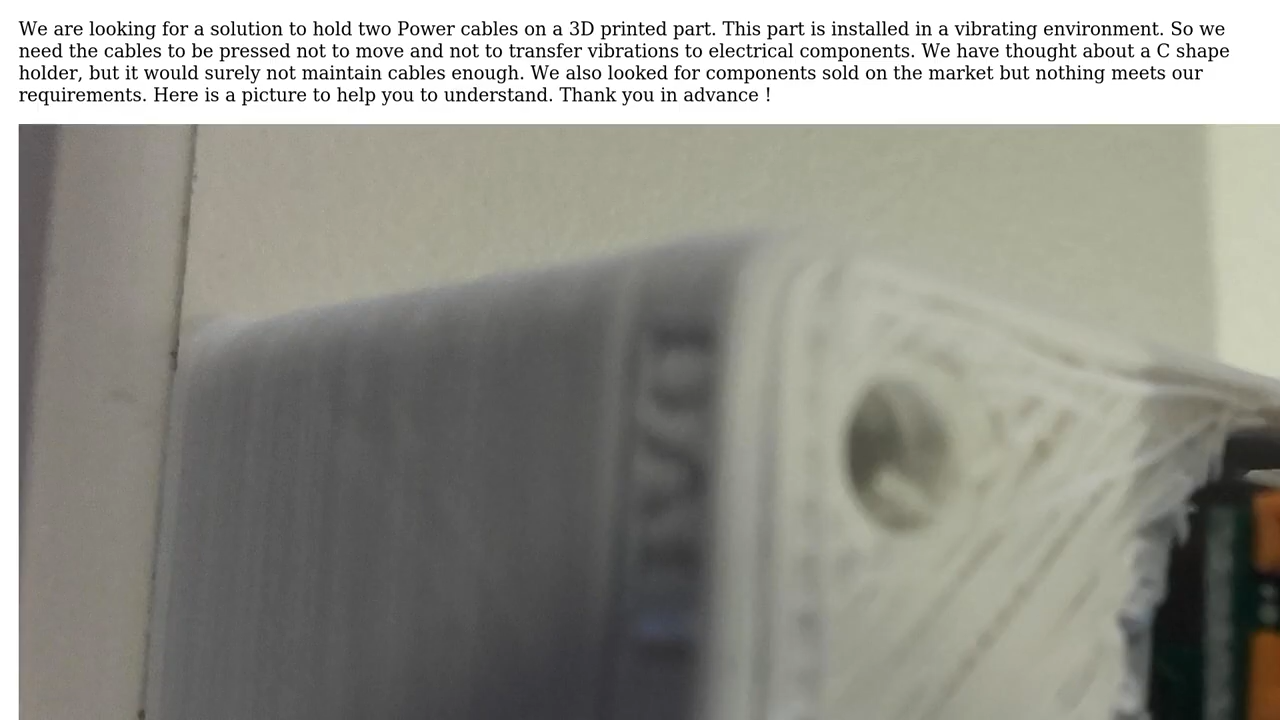 We are looking for a solution to hold two Power cables on a 3D printed part. This part is installed in a vibrating environment. So we
need the cables to be pressed not to move and not to transfer vibrations to electrical components. We have thought about a C shape
holder, but it would surely not maintain cables enough. We also looked for components sold on the market but nothing meets our
requirements. Here is a picture to help you to understand. Thank you in advance !